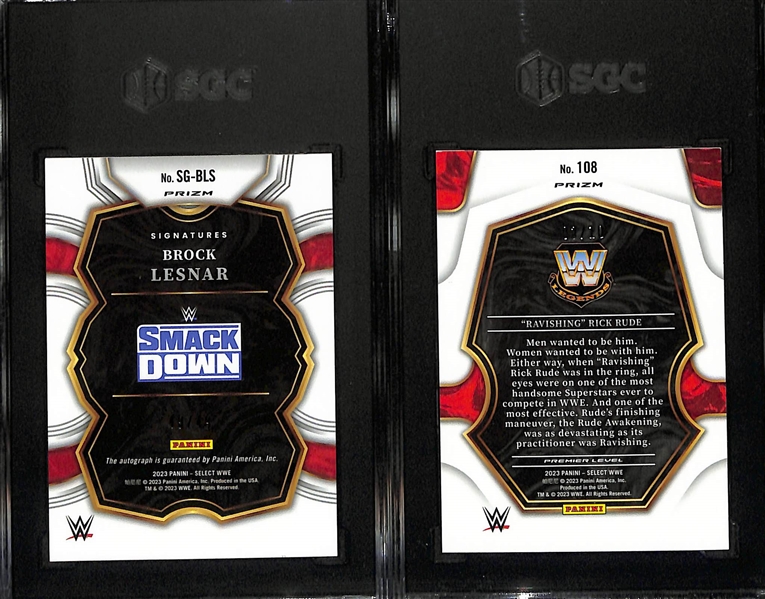 SGC
No. SG-BLS
PRIZM
SIGNATURES
BROCK
LESNAR
W
SMACK
DOWN
PANINI
The autograph is guaranteed by Panini America, Inc.
2023 PANINI – SELECT WWE
© 2023 Panini America, Inc. Produced in the USA.
TM & © 2023 WWE. All Rights Reserved.
W
SGC
No. 108
PRIZM
W
LEGENDS
"RAVISHING" RICK RUDE
Men wanted to be him.
Women wanted to be with him.
Either way, when "Ravishing"
Rick Rude was in the ring, all
eyes were on one of the most
handsome Superstars ever to
compete in WWE. And one of the
most effective. Rude's finishing
maneuver, the Rude Awakening,
was as devastating as its
practitioner was Ravishing.
PREMIER LEVEL
2023 PANINI – SELECT WWE
© 2023 Panini America, Inc. Produced in the USA.
TM & © 2023 WWE. All Rights Reserved.
PANINI
W